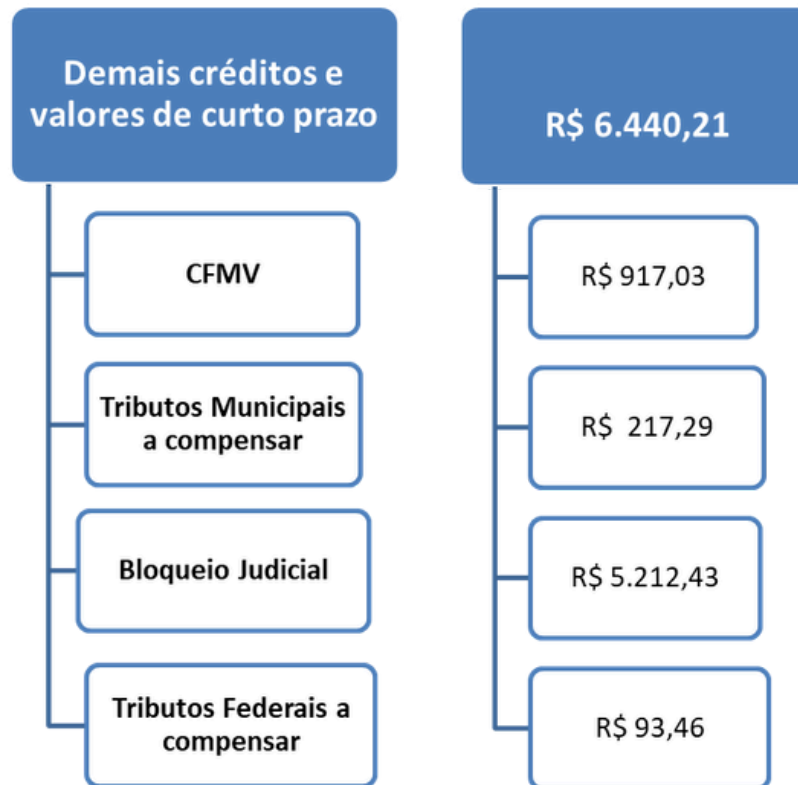 Demais créditos e
valores de curto prazo
R$ 6.440,21
CFMV
R$ 917,03
Tributos Municipais
a compensar
R$ 217,29
Bloqueio Judicial
R$ 5.212,43
Tributos Federais a
compensar
R$ 93,46